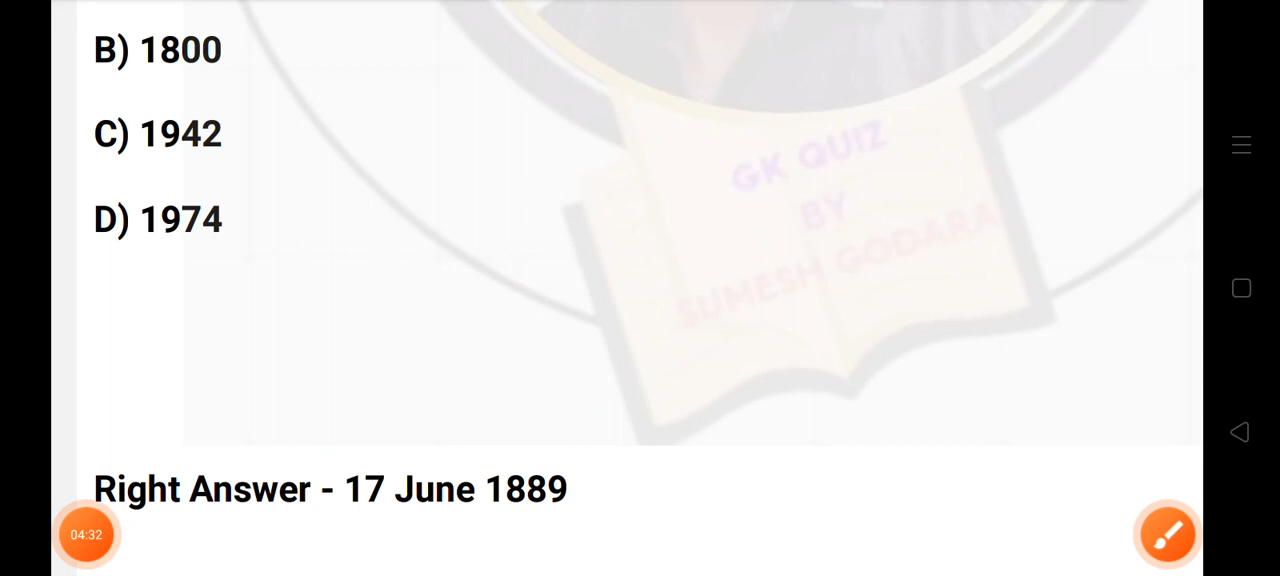 B) 1800
C) 1942
D) 1974
GK QUIZ
BY
SUMESH GODARA
Right Answer - 17 June 1889
04:32